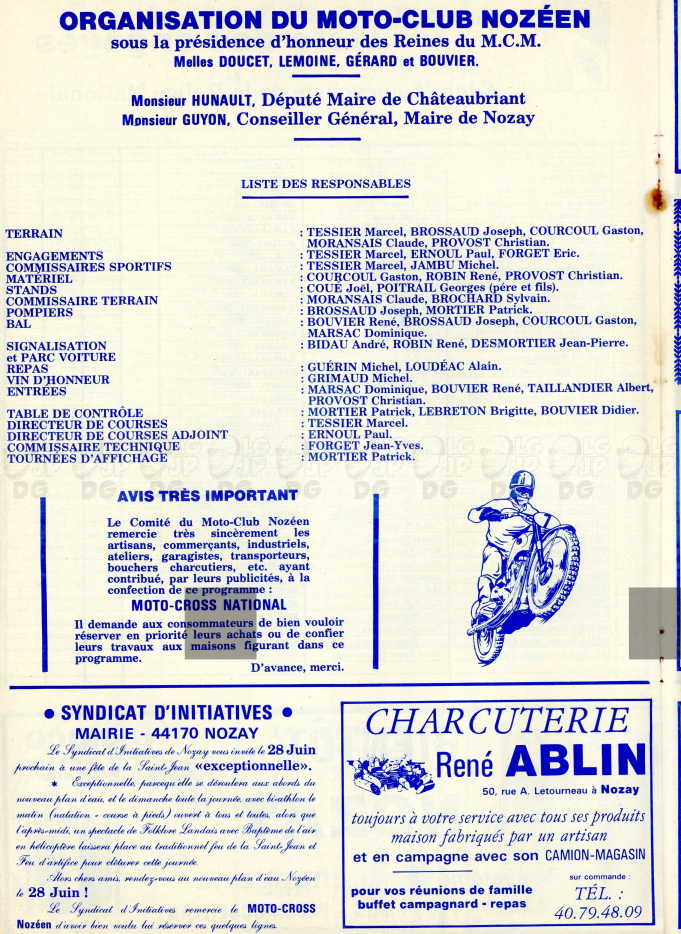 ORGANISATION DU MOTO-CLUB NOZÉEN
sous la présidence d'honneur des Reines du M.C.M.
Melles DOUCET, LEMOINE, GÉRARD et BOUVIER.
Monsieur HUNAULT, Député Maire de Châteaubriant
Monsieur GUYON, Conseiller Général, Maire de Nozay
LISTE DES RESPONSABLES
TERRAIN : TESSIER Marcel, BROSSAUD Joseph, COURCOUL Gaston,
MORANSAIS Claude, PROVOST Christian.
ENGAGEMENTS : TESSIER Marcel, ERNOUL Paul, FORGET Eric.
COMMISSAIRES SPORTIFS : TESSIER Marcel, JAMBU Michel.
MATÉRIEL : COURCOUL Gaston, ROBIN René, PROVOST Christian.
STANDS : COUÉ Joël, POITRAIL Georges (pére et fils).
COMMISSAIRE TERRAIN : MORANSAIS Claude, BROCHARD Sylvain.
POMPIERS : BROSSAUD Joseph, MORTIER Patrick.
BAL : BOUVIER René, BROSSAUD Joseph, COURCOUL Gaston,
MARSAC Dominique.
SIGNALISATION : BIDAU André, ROBIN René, DESMORTIER Jean-Pierre.
et PARC VOITURE
REPAS : GUÉRIN Michel, LOUDÉAC Alain.
VIN D'HONNEUR : GRIMAUD Michel.
ENTRÉES : MARSAC Dominique, BOUVIER René, TAILLANDIER Albert,
PROVOST Christian.
TABLE DE CONTRÔLE : MORTIER Patrick, LEBRETON Brigitte, BOUVIER Didier.
DIRECTEUR DE COURSES : TESSIER Marcel.
DIRECTEUR DE COURSES ADJOINT : ERNOUL Paul.
COMMISSAIRE TECHNIQUE : FORGET Jean-Yves.
TOURNÉES D'AFFICHAGE : MORTIER Patrick.
AVIS TRÈS IMPORTANT
Le Comité du Moto-Club Nozéen
remercie très sincèrement les
artisans, commerçants, industriels,
ateliers, garagistes, transporteurs,
bouchers charcutiers, etc. ayant
contribué, par leurs publicités, à la
confection de ce programme :
MOTO-CROSS NATIONAL
Il demande aux consommateurs de bien vouloir
réserver en priorité leurs achats ou de confier
leurs travaux aux maisons figurant dans ce
programme.
D'avance, merci.
● SYNDICAT D'INITIATIVES ●
MAIRIE - 44170 NOZAY
Le Syndicat d'Initiatives de Nozay vous invite le 28 Juin
prochain à une fête de la Saint-Jean «exceptionnelle».
* Exceptionnelle, parcequ'elle se déroulera aux abords du
nouveau plan d'eau, et le dimanche toute la journée, avec bi-athlon le
matin (natation - course à pieds) ouvert à tous et toutes, alors que
l'après-midi, un spectacle de Folklore Landais avec Baptême de l'air
en hélicoptère laissera place au traditionnel feu de la Saint-Jean et
Feu d'artifice pour clôturer cette journée.
Alors chers amis, rendez-vous au nouveau plan d'eau Nozéen
le 28 Juin !
Le Syndicat d'Initiatives remercie le MOTO-CROSS
Nozéen d'avoir bien voulu lui réserver ces quelques lignes.
CHARCUTERIE
René ABLIN
50, rue A. Letourneau à Nozay
toujours à votre service avec tous ses produits
maison fabriqués par un artisan
et en campagne avec son CAMION-MAGASIN
pour vos réunions de famille
buffet campagnard - repas
sur commande :
TÉL. :
40.79.48.09